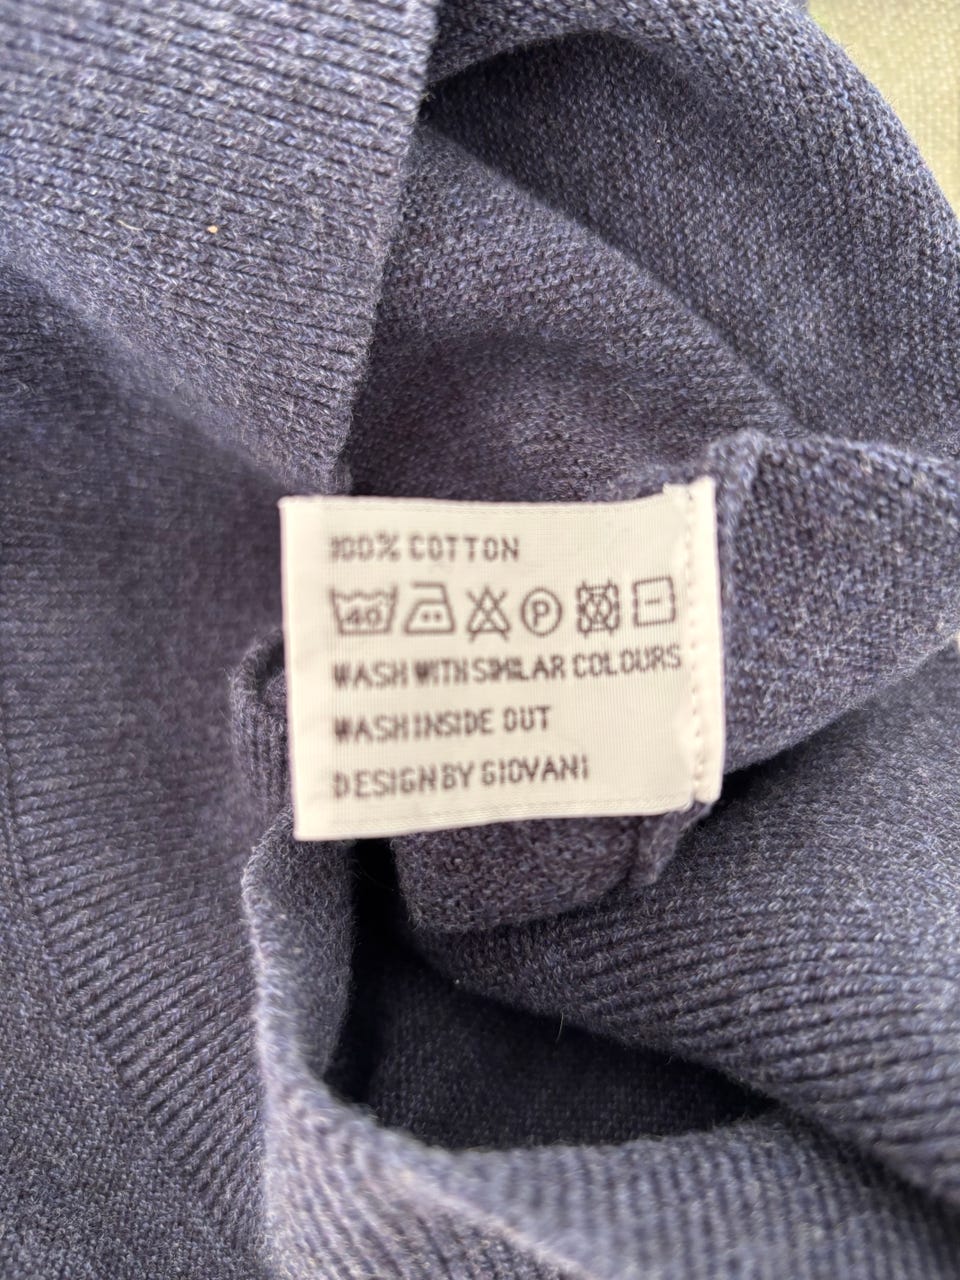 100% COTTON
40 P
WASH WITH SIMILAR COLOURS
WASH INSIDE OUT
DESIGN BY GIOVANI